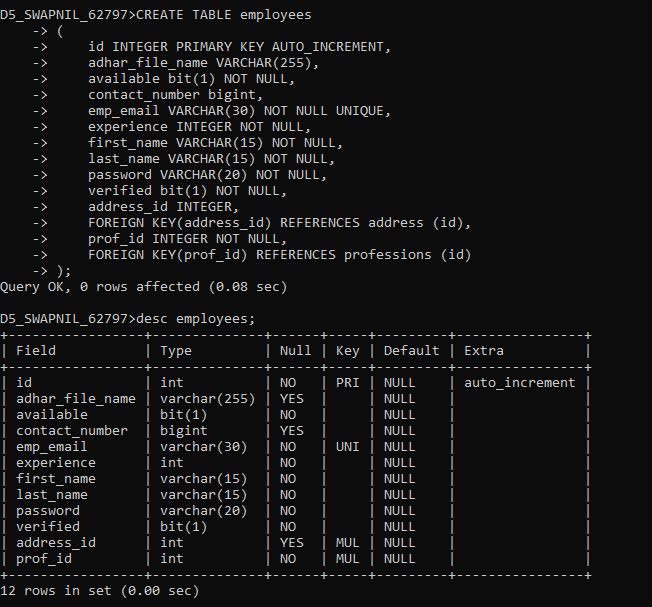 D5_SWAPNIL_62797>CREATE TABLE employees
    -> (
    ->     id INTEGER PRIMARY KEY AUTO_INCREMENT,
    ->     adhar_file_name VARCHAR(255),
    ->     available bit(1) NOT NULL,
    ->     contact_number bigint,
    ->     emp_email VARCHAR(30) NOT NULL UNIQUE,
    ->     experience INTEGER NOT NULL,
    ->     first_name VARCHAR(15) NOT NULL,
    ->     last_name VARCHAR(15) NOT NULL,
    ->     password VARCHAR(20) NOT NULL,
    ->     verified bit(1) NOT NULL,
    ->     address_id INTEGER,
    ->     FOREIGN KEY(address_id) REFERENCES address (id),
    ->     prof_id INTEGER NOT NULL,
    ->     FOREIGN KEY(prof_id) REFERENCES professions (id)
    -> );
Query OK, 0 rows affected (0.08 sec)

D5_SWAPNIL_62797>desc employees;
+-----------------+--------------+------+-----+---------+----------------+
| Field           | Type         | Null | Key | Default | Extra          |
+-----------------+--------------+------+-----+---------+----------------+
| id              | int          | NO   | PRI | NULL    | auto_increment |
| adhar_file_name | varchar(255) | YES  |     | NULL    |                |
| available       | bit(1)       | NO   |     | NULL    |                |
| contact_number  | bigint       | YES  |     | NULL    |                |
| emp_email       | varchar(30)  | NO   | UNI | NULL    |                |
| experience      | int          | NO   |     | NULL    |                |
| first_name      | varchar(15)  | NO   |     | NULL    |                |
| last_name       | varchar(15)  | NO   |     | NULL    |                |
| password        | varchar(20)  | NO   |     | NULL    |                |
| verified        | bit(1)       | NO   |     | NULL    |                |
| address_id      | int          | YES  | MUL | NULL    |                |
| prof_id         | int          | NO   | MUL | NULL    |                |
+-----------------+--------------+------+-----+---------+----------------+
12 rows in set (0.00 sec)